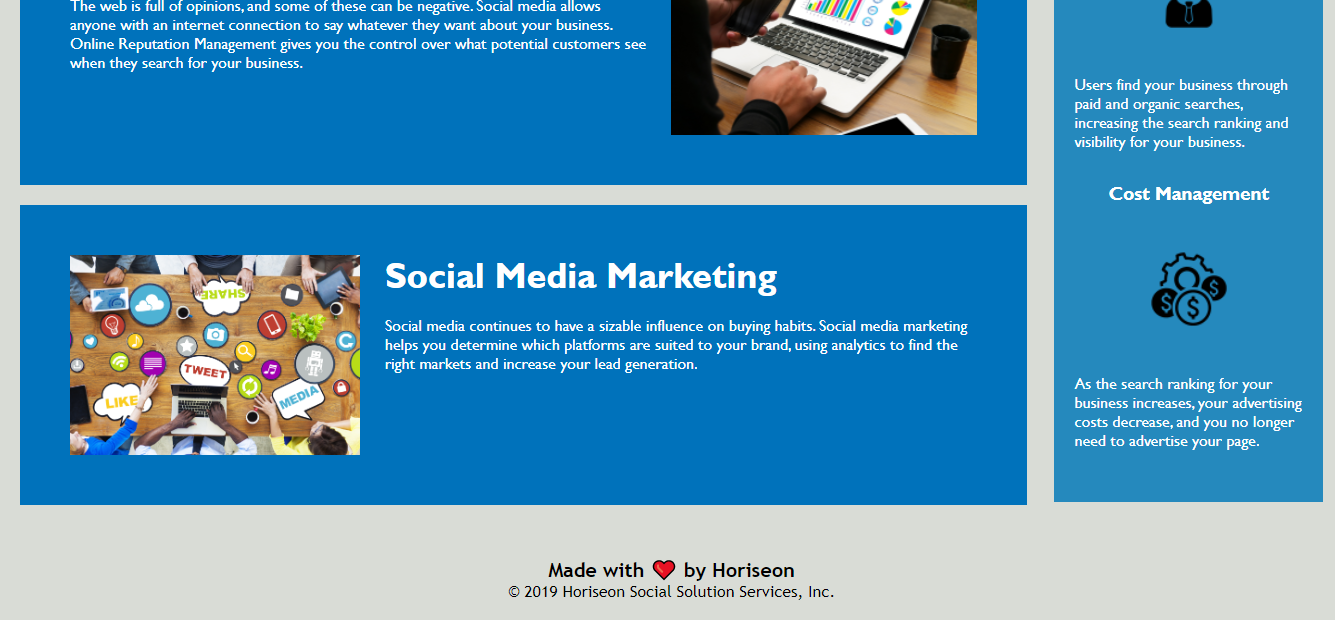 The web is full of opinions, and some of these can be negative. Social media allows
anyone with an internet connection to say whatever they want about your business.
Online Reputation Management gives you the control over what potential customers see
when they search for your business.
Social Media Marketing
Social media continues to have a sizable influence on buying habits. Social media marketing
helps you determine which platforms are suited to your brand, using analytics to find the
right markets and increase your lead generation.
SHARE
TWEET
LIKE
MEDIA
Users find your business through
paid and organic searches,
increasing the search ranking and
visibility for your business.
Cost Management
$
$
$
As the search ranking for your
business increases, your advertising
costs decrease, and you no longer
need to advertise your page.
Made with ❤️ by Horiseon
© 2019 Horiseon Social Solution Services, Inc.